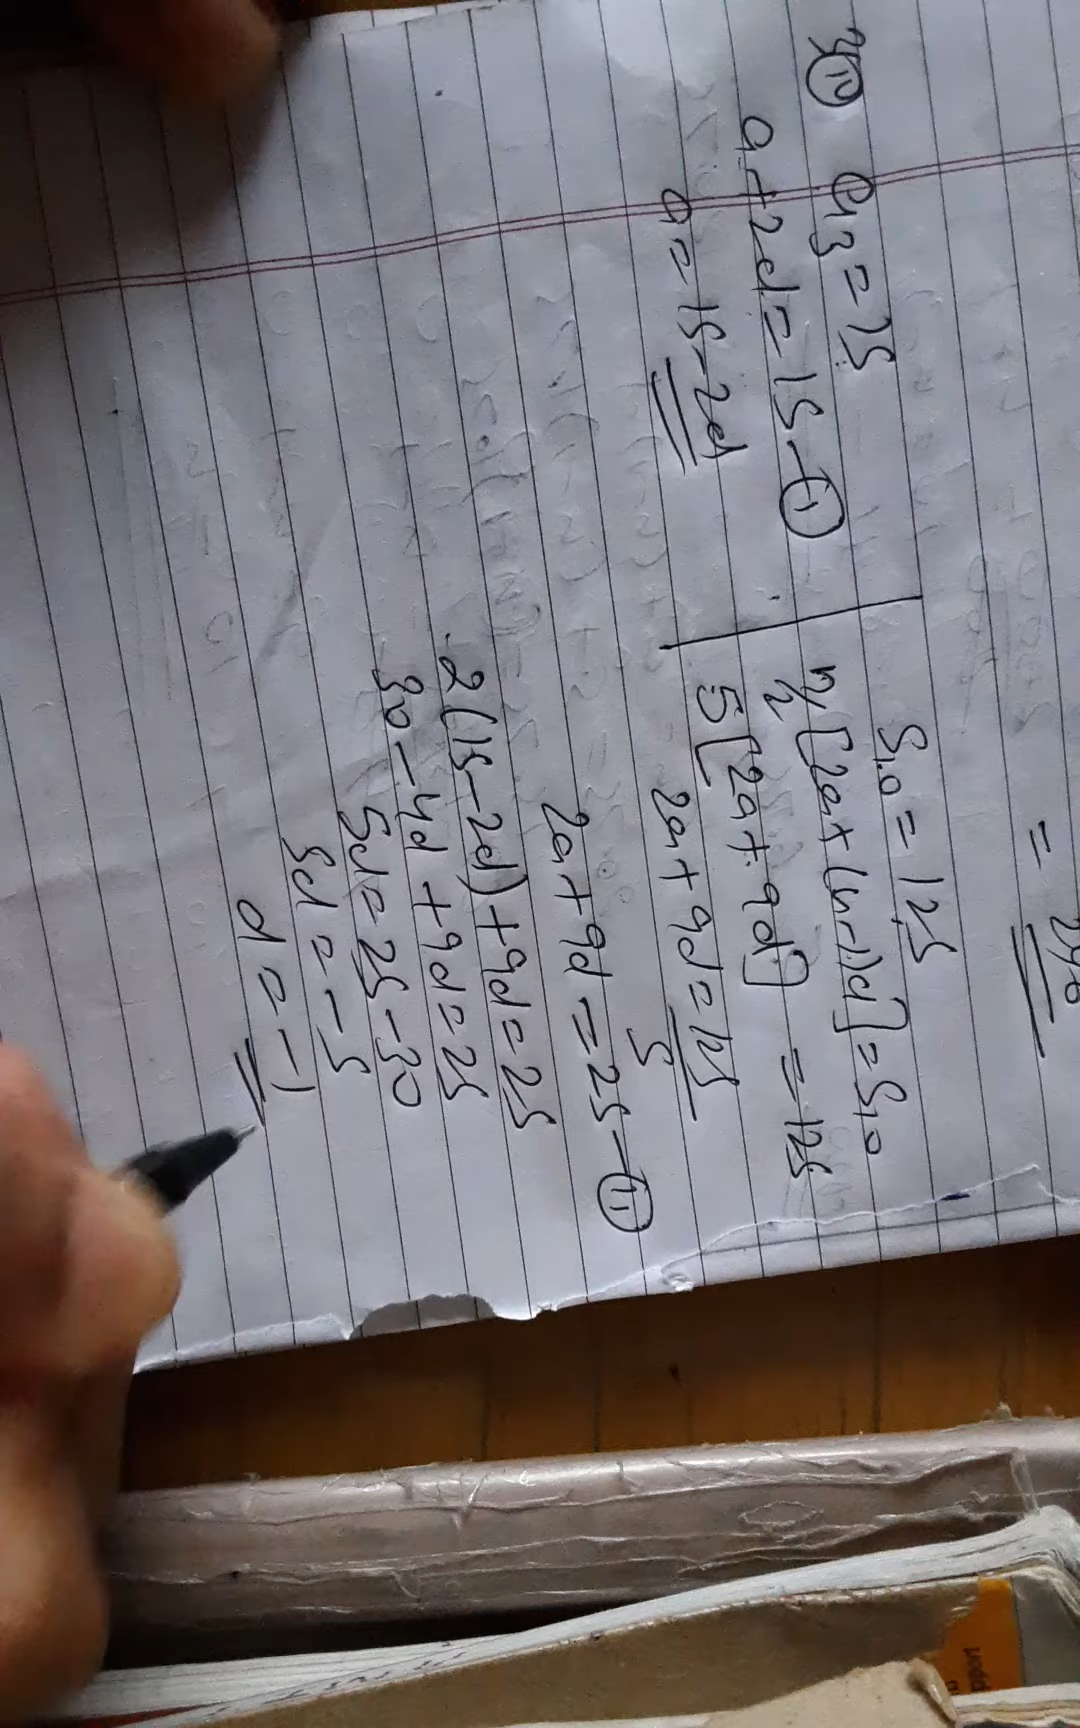 3 iv a3 = 15
a + 2d = 15 - (i)
a = 15 - 2d
S10 = 125
n/2 [2a + (n-1)d] = S10
5 [2a + 9d] = 125
2a + 9d = 125/5
2a + 9d = 25 - (ii)
2(15 - 2d) + 9d = 25
30 - 4d + 9d = 25
5d = 25 - 30
5d = -5
d = -1
=